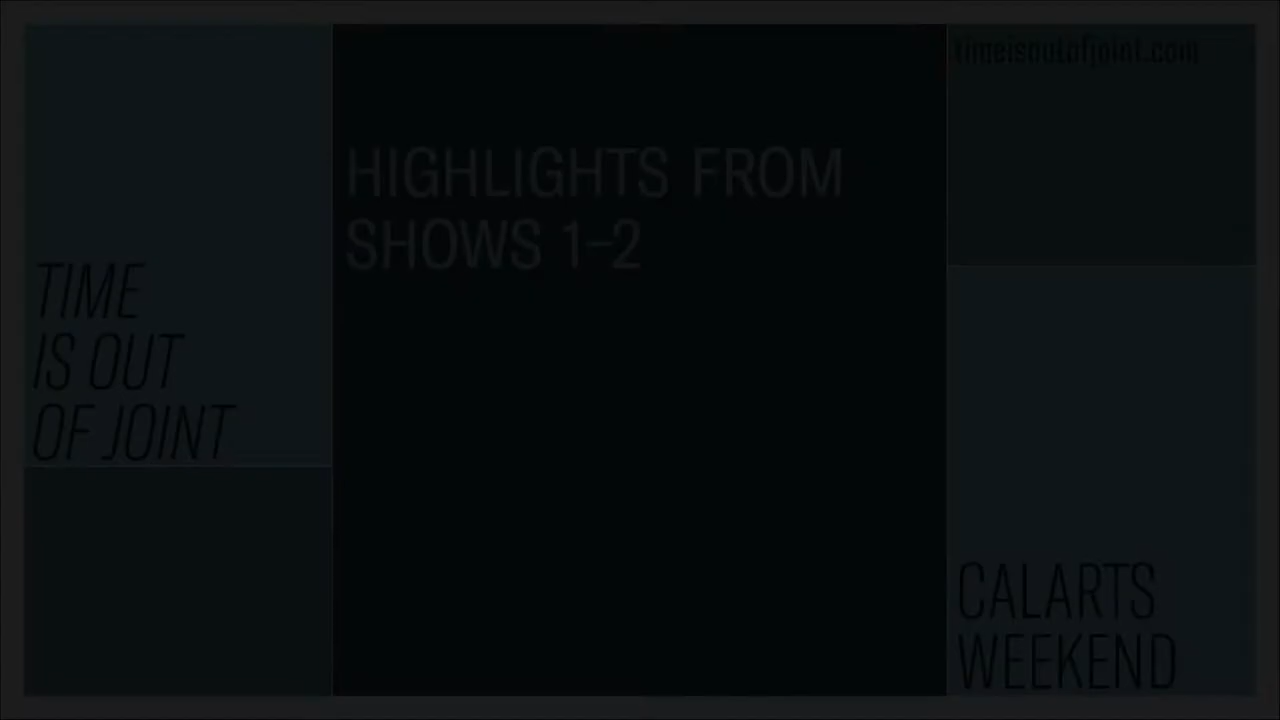 TIME
IS OUT
OF JOINT
HIGHLIGHTS FROM
SHOWS 1–2
timeisoutofjoint.com
CALARTS
WEEKEND